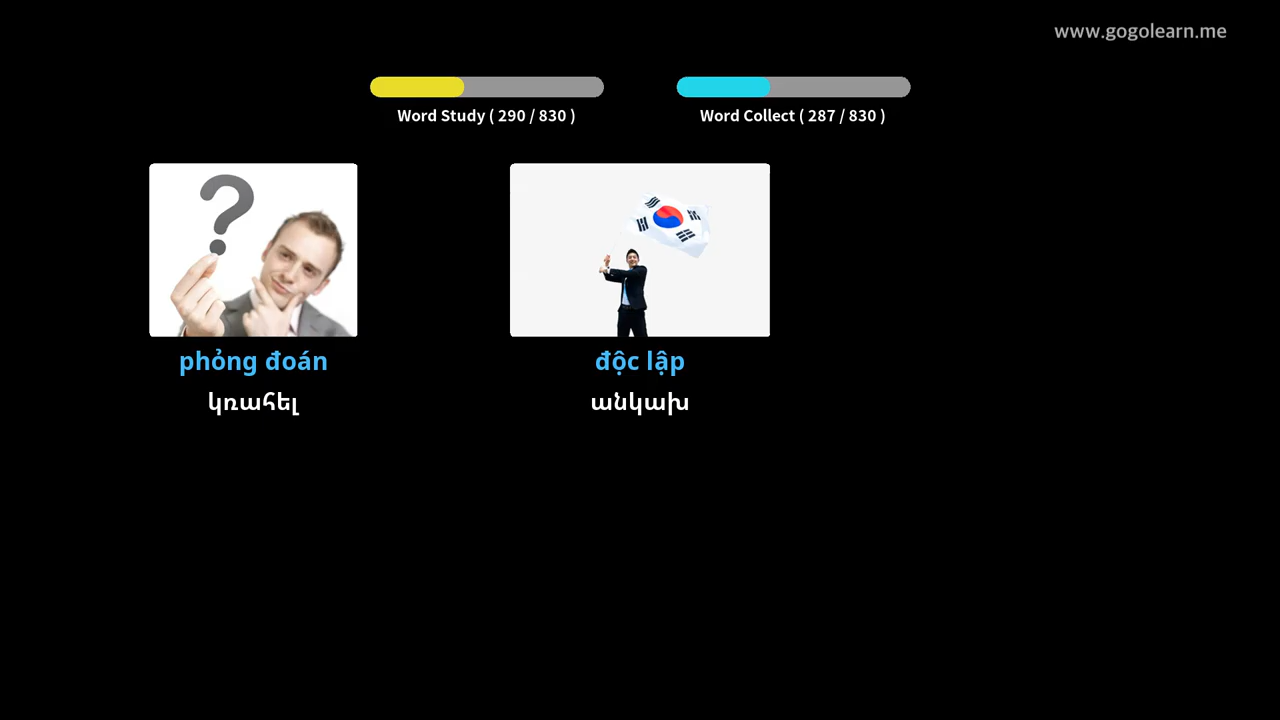 www.gogolearn.me
Word Study ( 290 / 830 )
Word Collect ( 287 / 830 )
phỏng đoán
կռահել
độc lập
անկախ